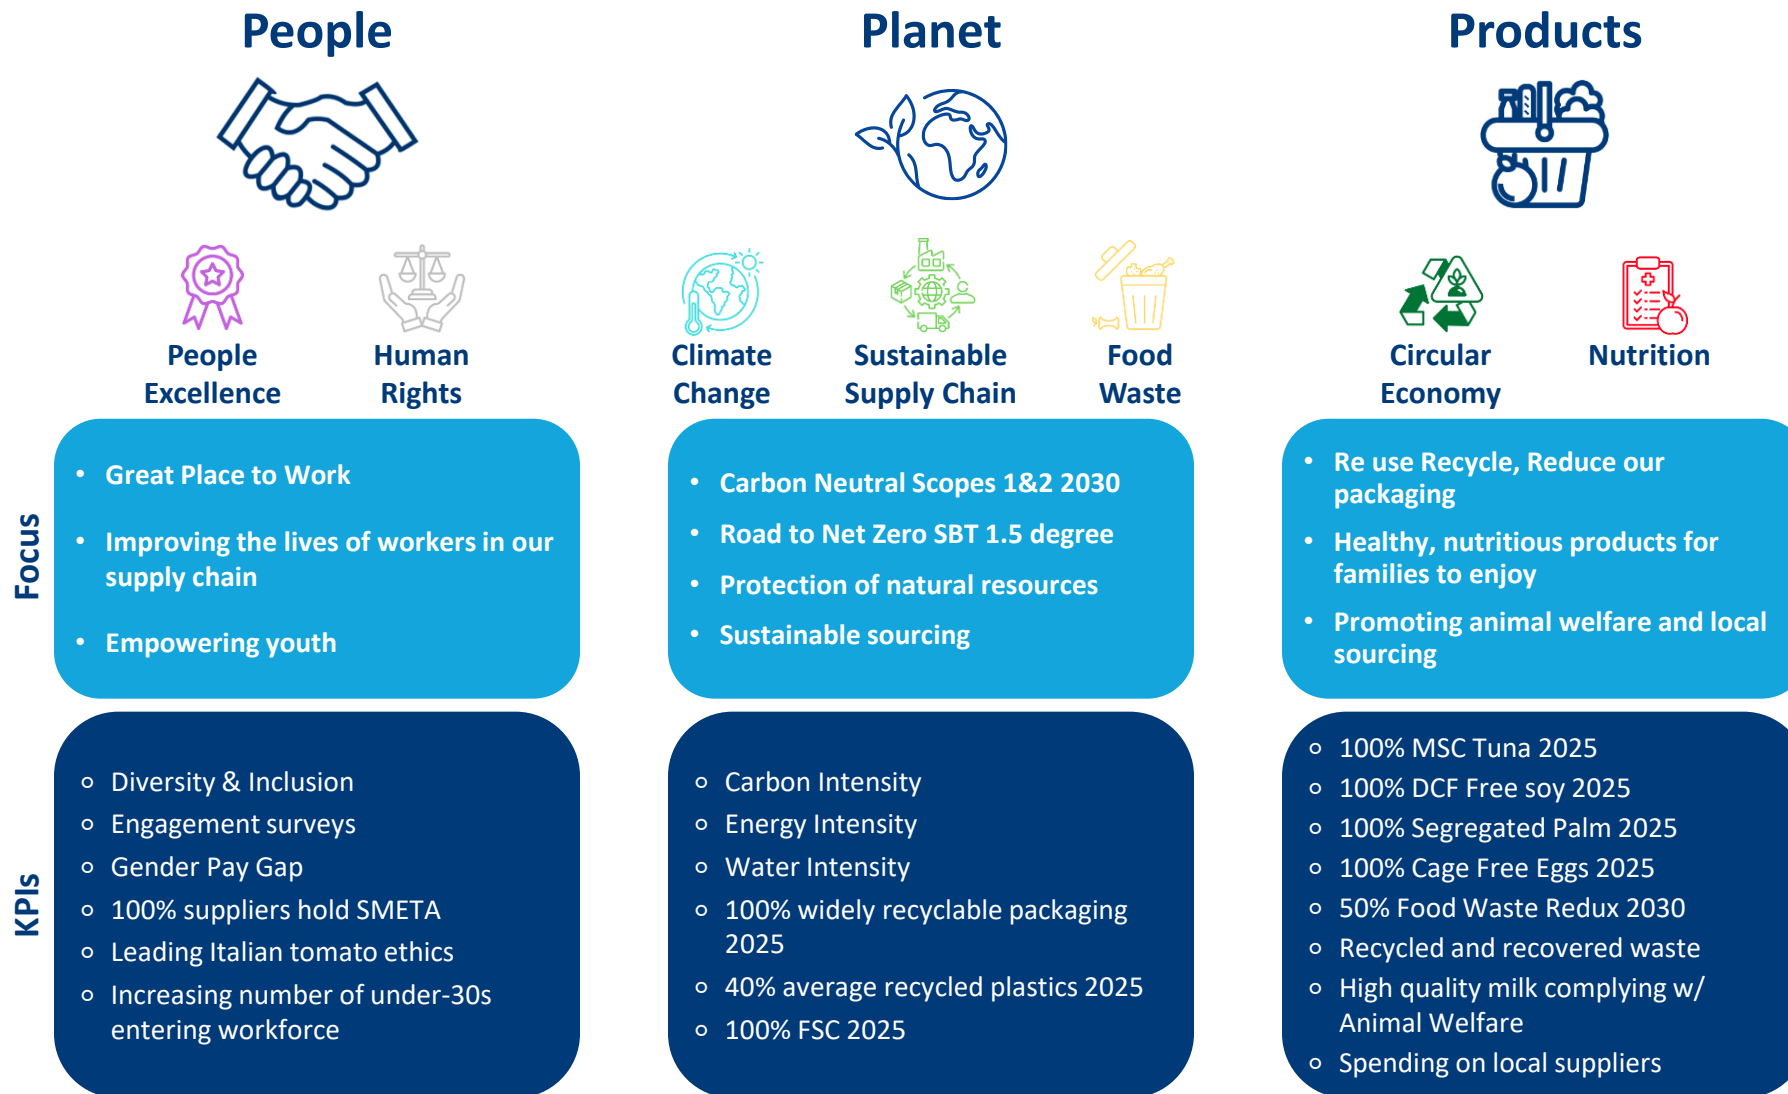 People
Planet
Products
People
Excellence
Human
Rights
Climate
Change
Sustainable
Supply Chain
Food
Waste
Circular
Economy
Nutrition
Focus
• Great Place to Work
• Improving the lives of workers in our
supply chain
• Empowering youth
• Carbon Neutral Scopes 1&2 2030
• Road to Net Zero SBT 1.5 degree
• Protection of natural resources
• Sustainable sourcing
• Re use Recycle, Reduce our
packaging
• Healthy, nutritious products for
families to enjoy
• Promoting animal welfare and local
sourcing
KPIs
o Diversity & Inclusion
o Engagement surveys
o Gender Pay Gap
o 100% suppliers hold SMETA
o Leading Italian tomato ethics
o Increasing number of under-30s
entering workforce
o Carbon Intensity
o Energy Intensity
o Water Intensity
o 100% widely recyclable packaging
2025
o 40% average recycled plastics 2025
o 100% FSC 2025
o 100% MSC Tuna 2025
o 100% DCF Free soy 2025
o 100% Segregated Palm 2025
o 100% Cage Free Eggs 2025
o 50% Food Waste Redux 2030
o Recycled and recovered waste
o High quality milk complying w/
Animal Welfare
o Spending on local suppliers